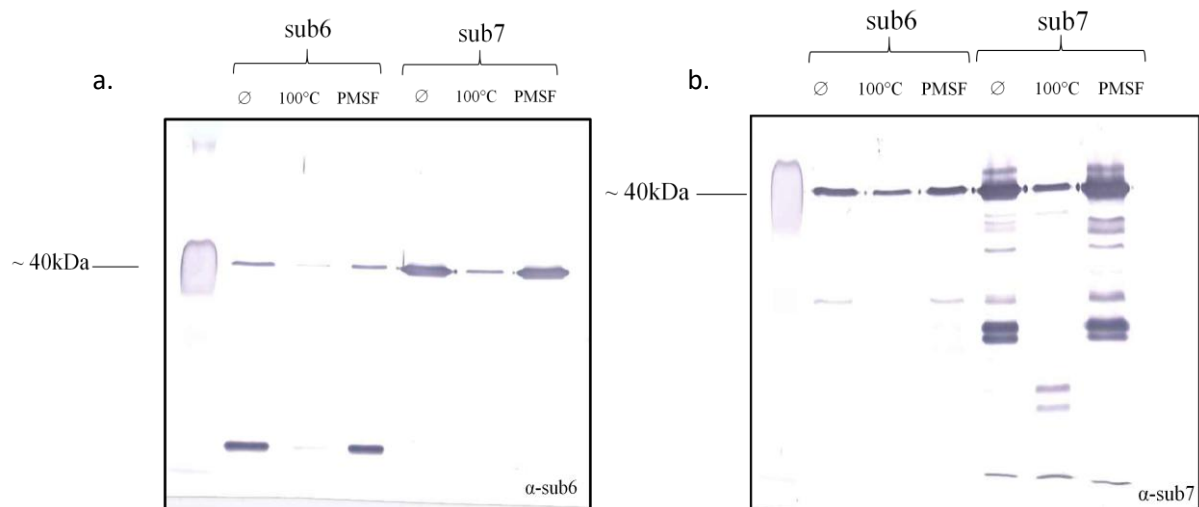 a.
sub6 sub7
∅ 100°C PMSF ∅ 100°C PMSF
~ 40kDa
α-sub6
b.
sub6 sub7
∅ 100°C PMSF ∅ 100°C PMSF
~ 40kDa
α-sub7